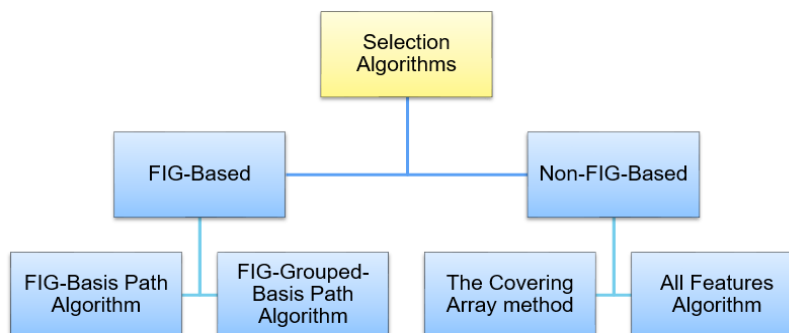 Selection
Algorithms
FIG-Based
Non-FIG-Based
FIG-Basis Path
Algorithm
FIG-Grouped-
Basis Path
Algorithm
The Covering
Array method
All Features
Algorithm